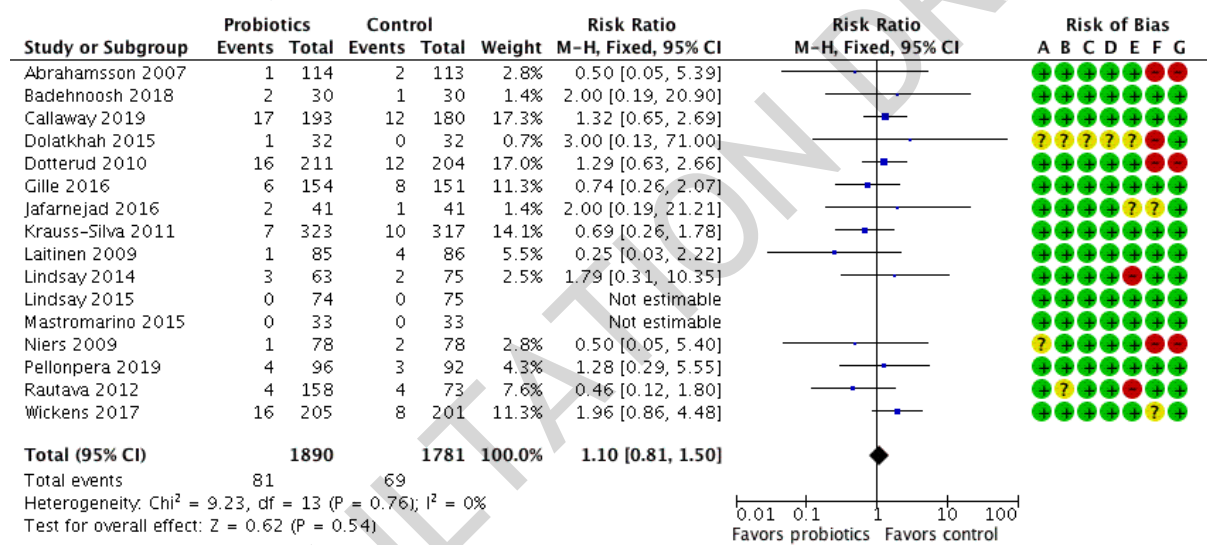 Probiotics Control Risk Ratio Risk Ratio Risk of Bias
Study or Subgroup Events Total Events Total Weight M-H, Fixed, 95% CI M-H, Fixed, 95% CI A B C D E F G
Abrahamsson 2007 1 114 2 113 2.8% 0.50 [0.05, 5.39] + + + + + - -
Badehnoosh 2018 2 30 1 30 1.4% 2.00 [0.19, 20.90] + + + + + + +
Callaway 2019 17 193 12 180 17.3% 1.32 [0.65, 2.69] + + + + + + +
Dolatkhah 2015 1 32 0 32 0.7% 3.00 [0.13, 71.00] ? ? ? ? ? - +
Dotterud 2010 16 211 12 204 17.0% 1.29 [0.63, 2.66] + + + + + - -
Gille 2016 6 154 8 151 11.3% 0.74 [0.26, 2.07] + + + + + + +
Jafarnejad 2016 2 41 1 41 1.4% 2.00 [0.19, 21.21] + + + + ? ? +
Krauss-Silva 2011 7 323 10 317 14.1% 0.69 [0.26, 1.78] + + + + + + +
Laitinen 2009 1 85 4 86 5.5% 0.25 [0.03, 2.22] + + + + + + +
Lindsay 2014 3 63 2 75 2.5% 1.79 [0.31, 10.35] + + + + - + +
Lindsay 2015 0 74 0 75 Not estimable + + + + + + +
Mastromarino 2015 0 33 0 33 Not estimable + + + + + + +
Niers 2009 1 78 2 78 2.8% 0.50 [0.05, 5.40] ? + + + + - -
Pellonpera 2019 4 96 3 92 4.3% 1.28 [0.29, 5.55] + + + + + + +
Rautava 2012 4 158 4 73 7.6% 0.46 [0.12, 1.80] + ? + + - + +
Wickens 2017 16 205 8 201 11.3% 1.96 [0.86, 4.48] + + + + + ? +
Total (95% CI) 1890 1781 100.0% 1.10 [0.81, 1.50]
Total events 81 69
Heterogeneity: Chi² = 9.23, df = 13 (P = 0.76); I² = 0%
Test for overall effect: Z = 0.62 (P = 0.54)
0.01 0.1 1 10 100
Favors probiotics Favors control